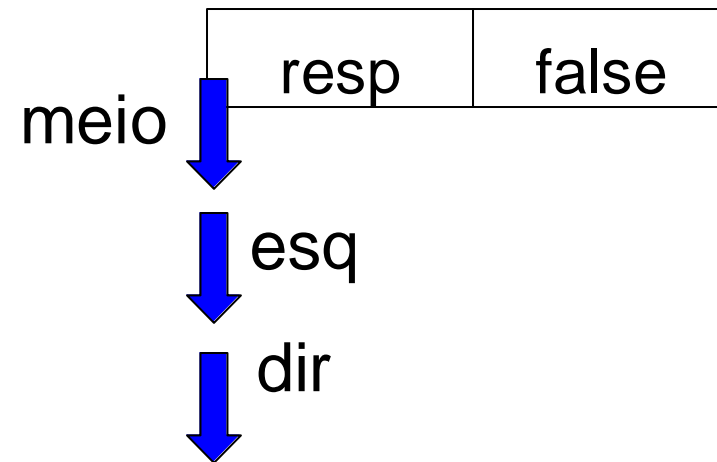 resp false
meio
esq
dir